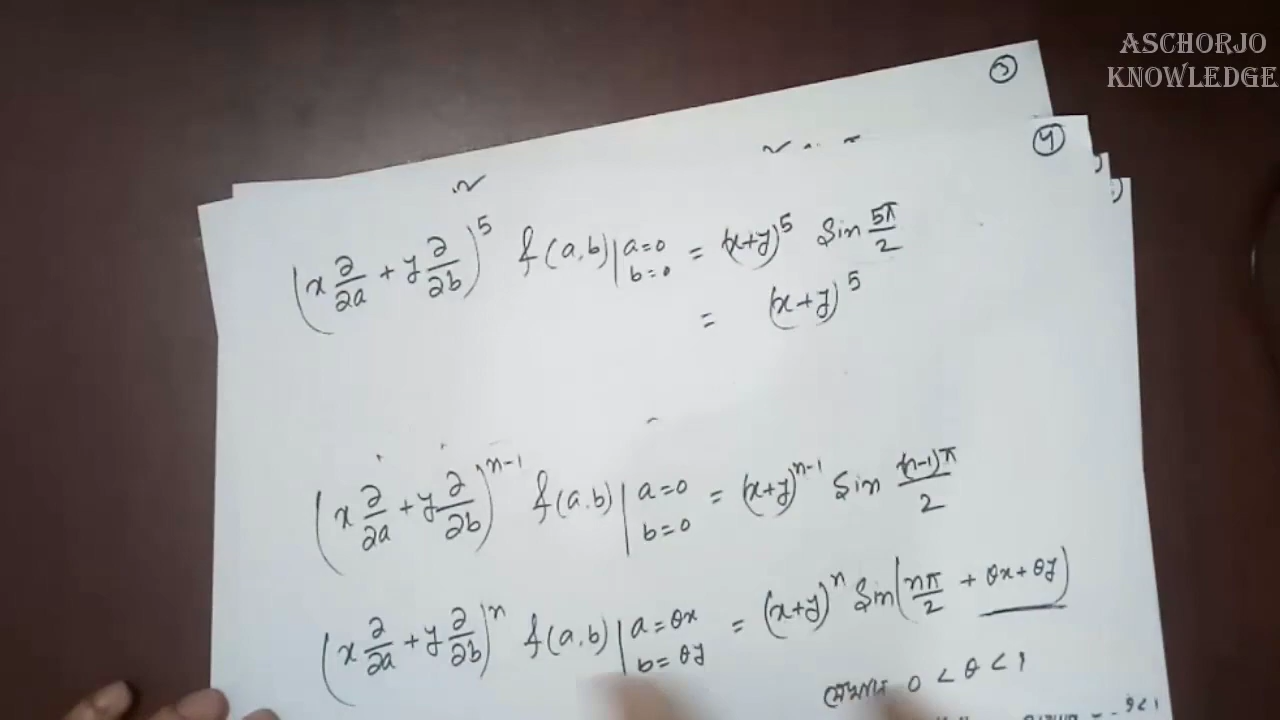 ASCHORJO
KNOWLEDGE
৩
৪
(x ∂/∂a + y ∂/∂b)^5 f(a,b)|a=0 b=0 = (x+y)^5 Sin 5π/2
= (x+y)^5
(x ∂/∂a + y ∂/∂b)^(n-1) f(a,b)|a=0 b=0 = (x+y)^(n-1) Sin (n-1)π/2
(x ∂/∂a + y ∂/∂b)^n f(a,b)|a=θx b=θy = (x+y)^n Sin(nπ/2 + θx+θy)
যেখানে 0 < θ < 1